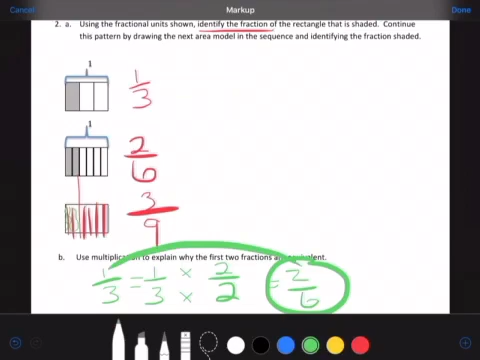 Cancel Markup Done
2. a. Using the fractional units shown, identify the fraction of the rectangle that is shaded. Continue
this pattern by drawing the next area model in the sequence and identifying the fraction shaded.
1
1/3
1
2/6
3/9
b. Use multiplication to explain why the first two fractions are equivalent.
1/3 = 1/3 × 2/2 = 2/6
×